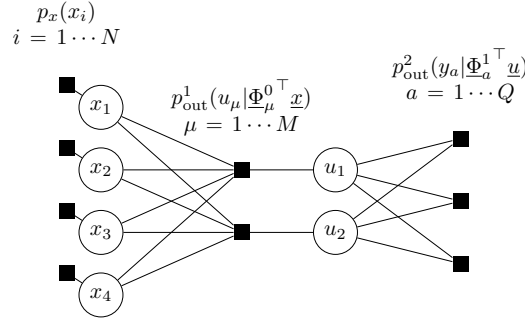 p_x(x_i)
i = 1 ⋯ N
p^1_out(u_μ|Φ^0_μ^⊤ x)
μ = 1 ⋯ M
p^2_out(y_a|Φ^1_a^⊤ u)
a = 1 ⋯ Q
x_1
x_2
x_3
x_4
u_1
u_2